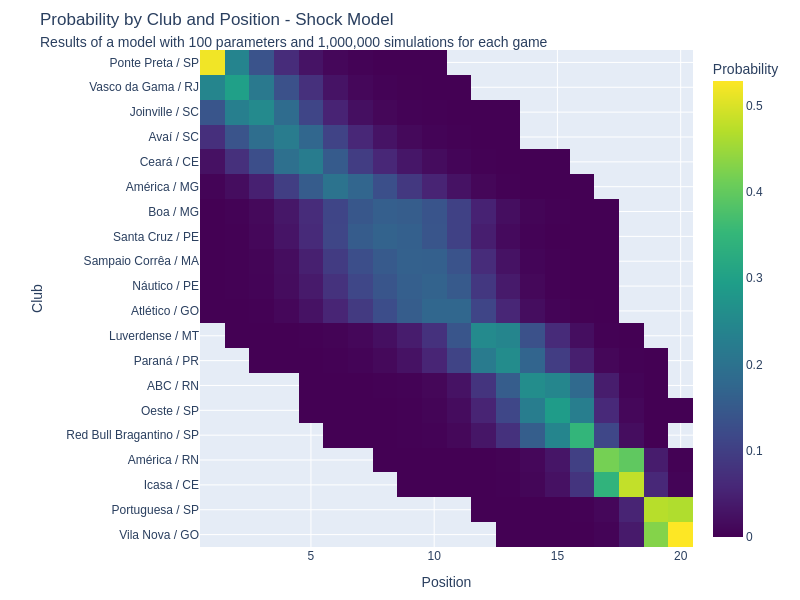 Probability by Club and Position - Shock Model
Results of a model with 100 parameters and 1,000,000 simulations for each game
Ponte Preta / SP
Vasco da Gama / RJ
Joinville / SC
Avaí / SC
Ceará / CE
América / MG
Boa / MG
Santa Cruz / PE
Sampaio Corrêa / MA
Náutico / PE
Atlético / GO
Luverdense / MT
Paraná / PR
ABC / RN
Oeste / SP
Red Bull Bragantino / SP
América / RN
Icasa / CE
Portuguesa / SP
Vila Nova / GO
Club
5
10
15
20
Position
Probability
0.5
0.4
0.3
0.2
0.1
0